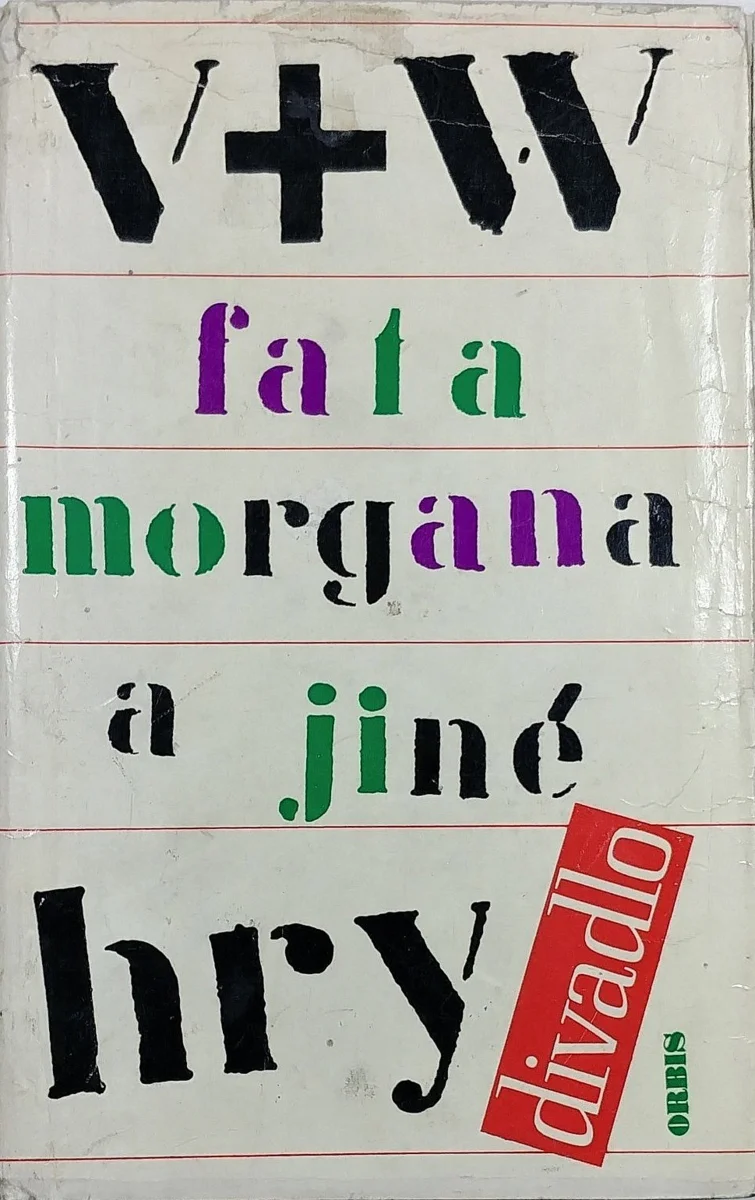 V+W
fata
morgana
a jiné
hry
divadlo
ORBIS